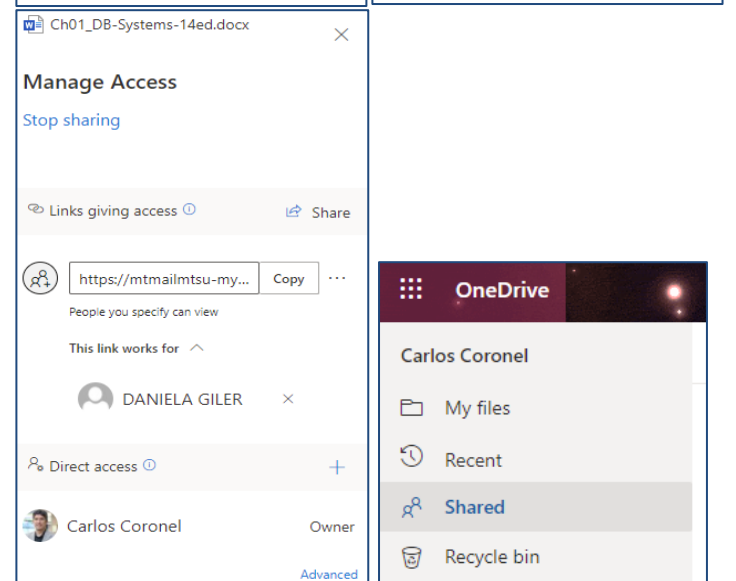 Ch01_DB-Systems-14ed.docx
Manage Access
Stop sharing
Links giving access
Share
https://mtmailmtsu-my...
Copy
People you specify can view
This link works for
DANIELA GILER
Direct access
Carlos Coronel
Owner
Advanced
OneDrive
Carlos Coronel
My files
Recent
Shared
Recycle bin